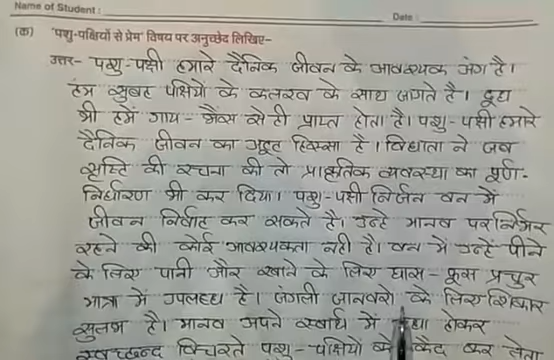 Name of Student : Date :
(क) 'पशु-पक्षियों से प्रेम' विषय पर अनुच्छेद लिखिए-
उत्तर- पशु-पक्षी हमारे दैनिक जीवन के आवश्यक अंग है।
हम सुबह पक्षियों के कलरव के साथ जागते है। दूध
भी हमें गाय-भैंस से ही प्राप्त होता है। पशु-पक्षी हमारे
दैनिक जीवन का अटूट हिस्सा है। विधाता ने जब
सृष्टि की रचना की तो प्राकृतिक व्यवस्था का पूर्ण-
निर्धारण भी कर दिया। पशु-पक्षी निर्जन वन में
जीवन निर्वाह कर सकते है। उन्हे मानव पर निर्भर
रहने की कोई आवश्यकता नही है। वन में उन्हें पीने
के लिए पानी और खाने के लिए घास-फूस प्रचुर
मात्रा में उपलब्ध है। जंगली जानवरो के लिए शिकार
सुलभ है। मानव अपने स्वार्थ में होकर
स्वच्छन्द विचरते पशु-पक्षियों को कैद कर लेता